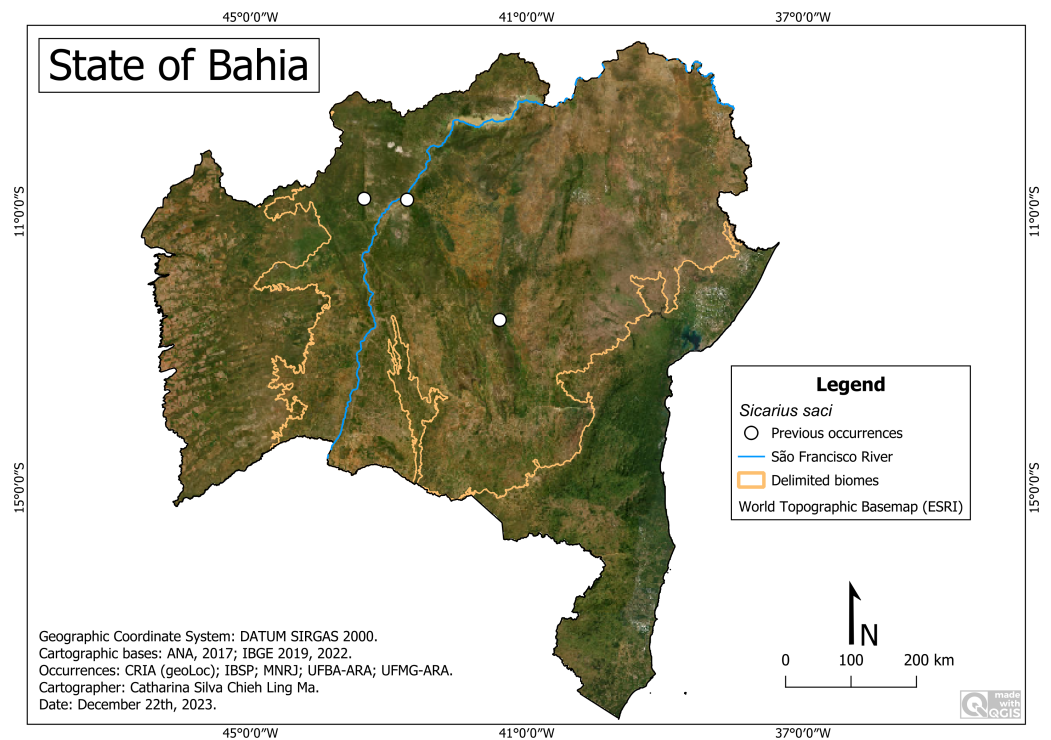 45°0'0"W 41°0'0"W 37°0'0"W
State of Bahia
11°0'0"S 11°0'0"S
Legend
Sicarius saci
Previous occurrences
São Francisco River
Delimited biomes
World Topographic Basemap (ESRI)
15°0'0"S 15°0'0"S
N
0 100 200 km
Geographic Coordinate System: DATUM SIRGAS 2000.
Cartographic bases: ANA, 2017; IBGE 2019, 2022.
Occurrences: CRIA (geoLoc); IBSP; MNRJ; UFBA-ARA; UFMG-ARA.
Cartographer: Catharina Silva Chieh Ling Ma.
Date: December 22th, 2023.
made
with
QGIS
45°0'0"W 41°0'0"W 37°0'0"W